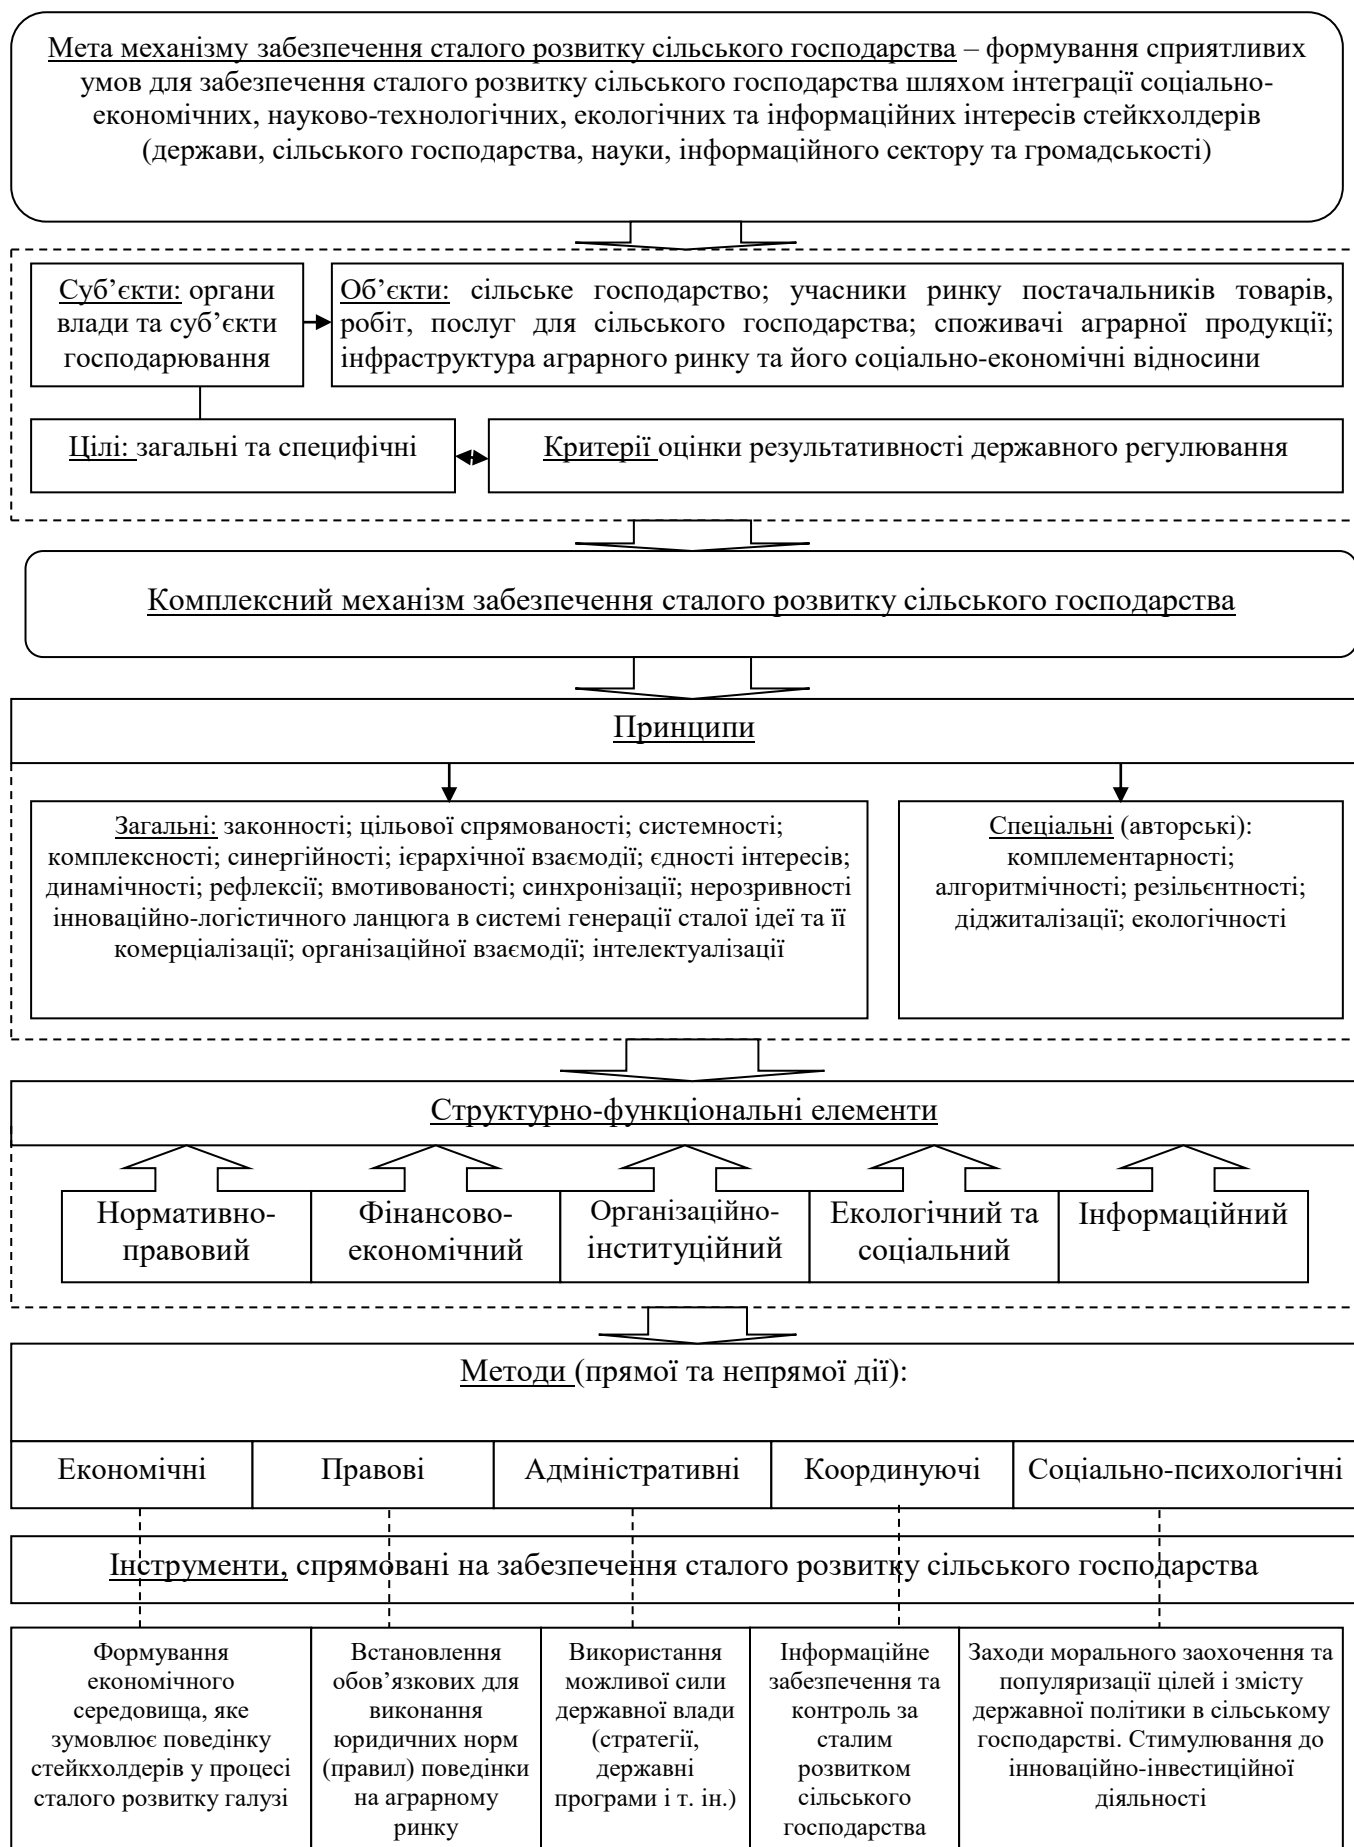 Мета механізму забезпечення сталого розвитку сільського господарства – формування сприятливих
умов для забезпечення сталого розвитку сільського господарства шляхом інтеграції соціально-
економічних, науково-технологічних, екологічних та інформаційних інтересів стейкхолдерів
(держави, сільського господарства, науки, інформаційного сектору та громадськості)
Суб’єкти: органи
влади та суб’єкти
господарювання
Об’єкти: сільське господарство; учасники ринку постачальників товарів,
робіт, послуг для сільського господарства; споживачі аграрної продукції;
інфраструктура аграрного ринку та його соціально-економічні відносини
Цілі: загальні та специфічні
Критерії оцінки результативності державного регулювання
Комплексний механізм забезпечення сталого розвитку сільського господарства
Принципи
Загальні: законності; цільової спрямованості; системності;
комплексності; синергійності; ієрархічної взаємодії; єдності інтересів;
динамічності; рефлексії; вмотивованості; синхронізації; нерозривності
інноваційно-логістичного ланцюга в системі генерації сталої ідеї та її
комерціалізації; організаційної взаємодії; інтелектуалізації
Спеціальні (авторські):
комплементарності;
алгоритмічності; резільєнтності;
діджиталізації; екологічності
Структурно-функціональні елементи
Нормативно-
правовий
Фінансово-
економічний
Організаційно-
інституційний
Екологічний та
соціальний
Інформаційний
Методи (прямої та непрямої дії):
Економічні
Правові
Адміністративні
Координуючі
Соціально-психологічні
Інструменти, спрямовані на забезпечення сталого розвитку сільського господарства
Формування
економічного
середовища, яке
зумовлює поведінку
стейкхолдерів у процесі
сталого розвитку галузі
Встановлення
обов’язкових для
виконання
юридичних норм
(правил) поведінки
на аграрному
ринку
Використання
можливої сили
державної влади
(стратегії,
державні
програми і т. ін.)
Інформаційне
забезпечення та
контроль за
сталим
розвитком
сільського
господарства
Заходи морального заохочення та
популяризації цілей і змісту
державної політики в сільському
господарстві. Стимулювання до
інноваційно-інвестиційної
діяльності